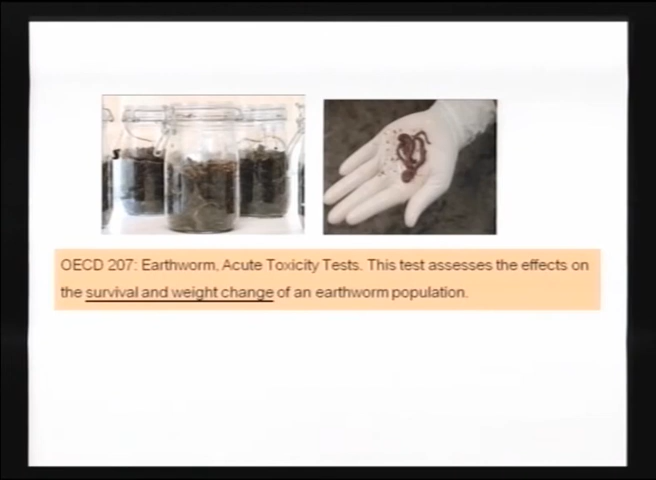 OECD 207: Earthworm, Acute Toxicity Tests. This test assesses the effects on
the survival and weight change of an earthworm population.